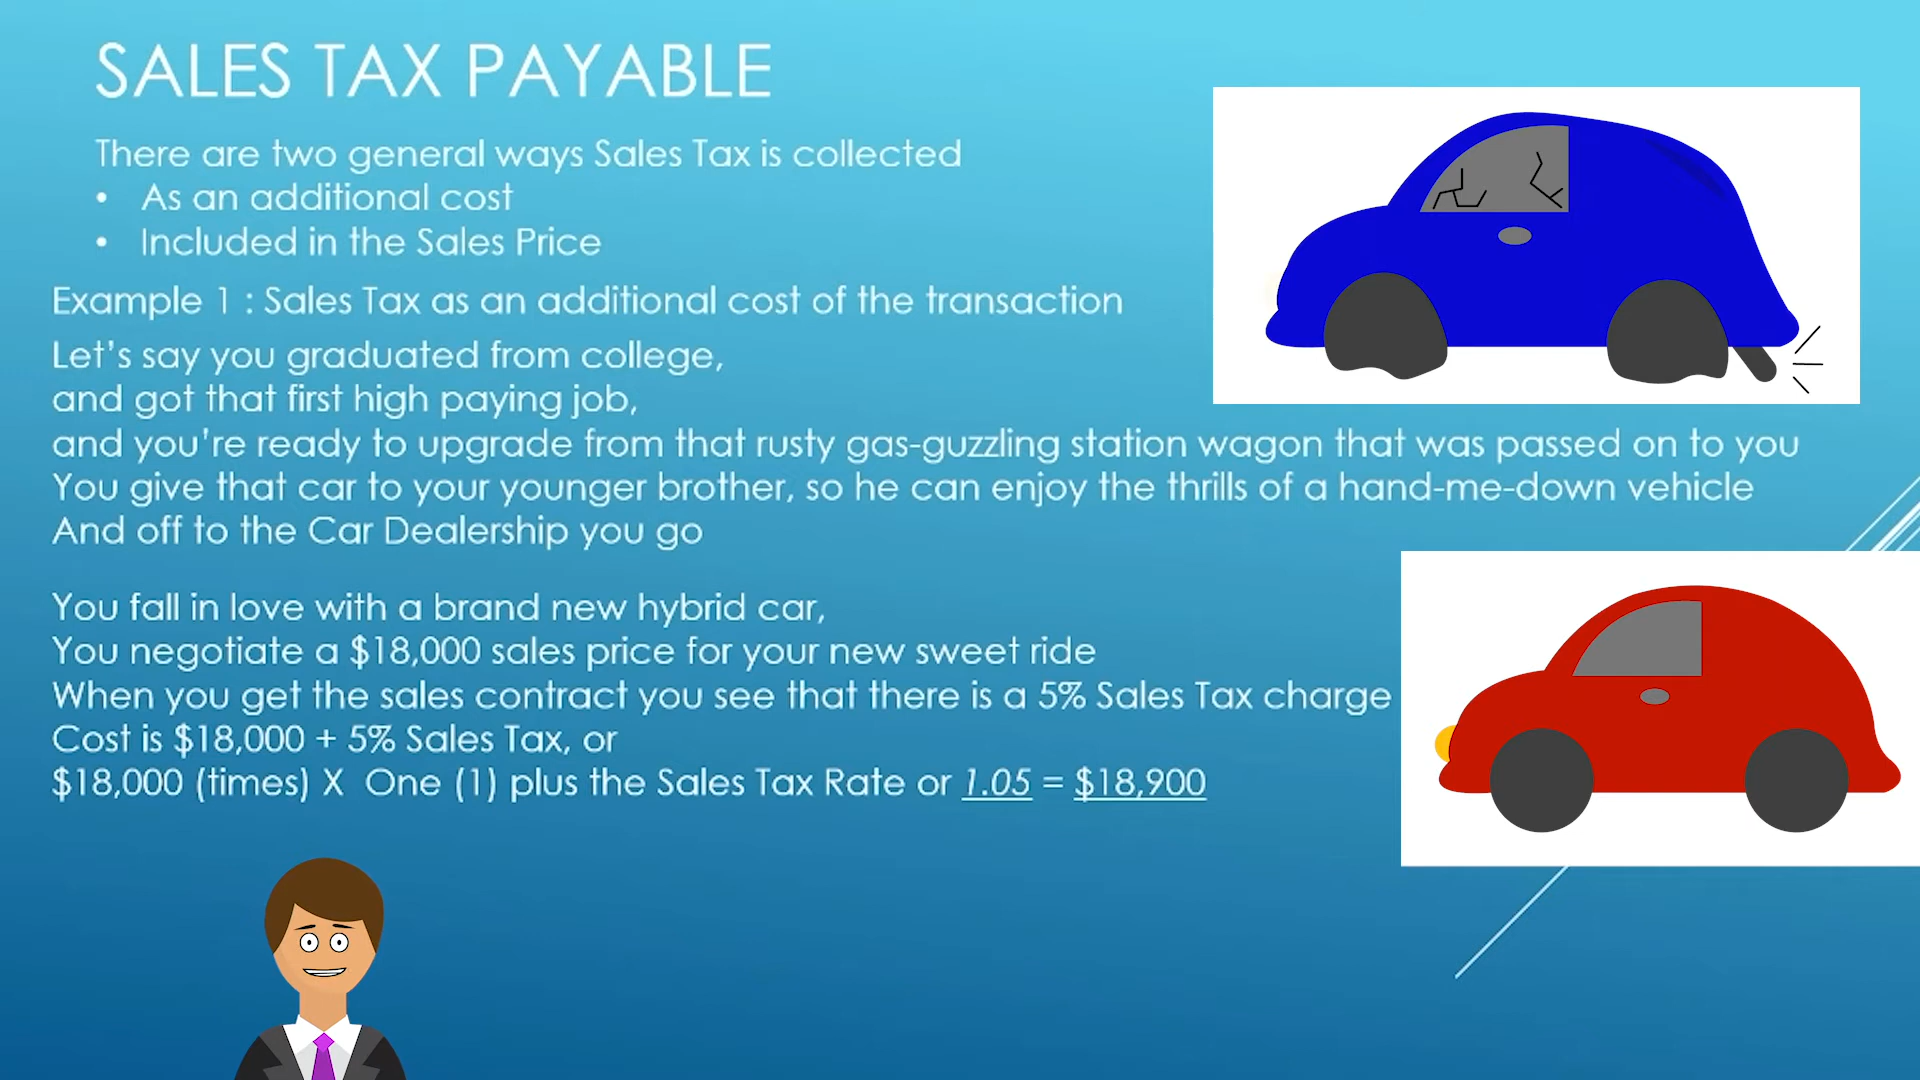 SALES TAX PAYABLE
There are two general ways Sales Tax is collected
• As an additional cost
• Included in the Sales Price
Example 1 : Sales Tax as an additional cost of the transaction
Let's say you graduated from college,
and got that first high paying job,
and you're ready to upgrade from that rusty gas-guzzling station wagon that was passed on to you
You give that car to your younger brother, so he can enjoy the thrills of a hand-me-down vehicle
And off to the Car Dealership you go
You fall in love with a brand new hybrid car,
You negotiate a $18,000 sales price for your new sweet ride
When you get the sales contract you see that there is a 5% Sales Tax charge
Cost is $18,000 + 5% Sales Tax, or
$18,000 (times) X One (1) plus the Sales Tax Rate or 1.05 = $18,900